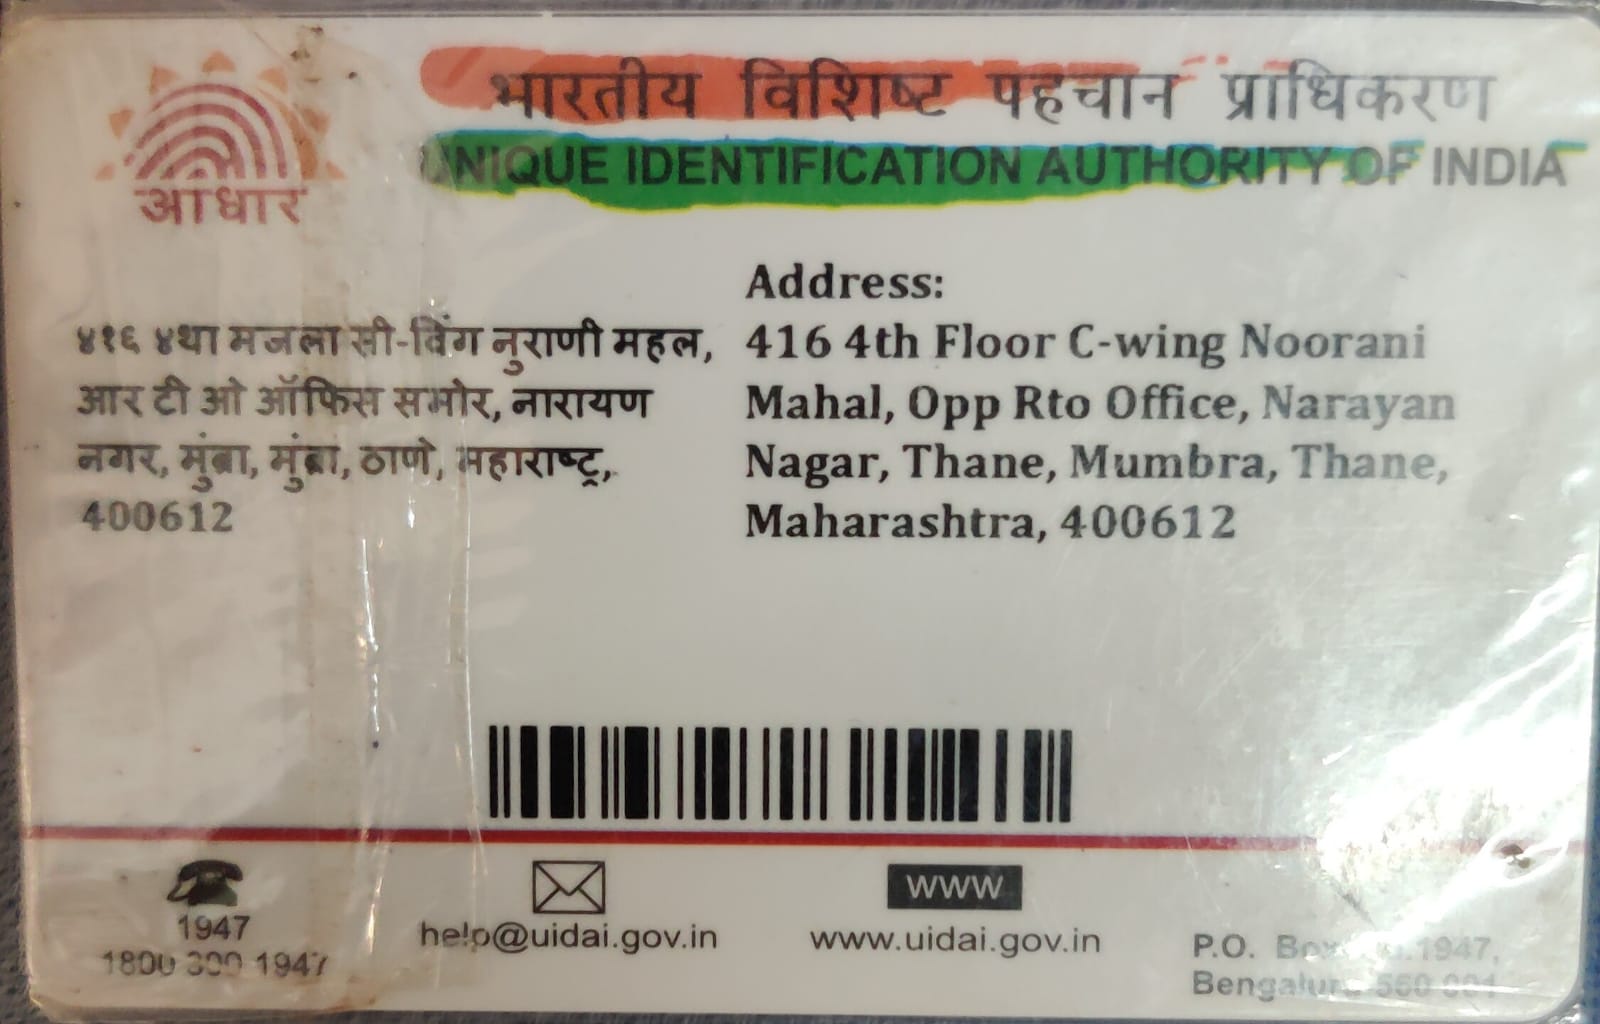 भारतीय विशिष्ट पहचान प्राधिकरण
UNIQUE IDENTIFICATION AUTHORITY OF INDIA
आधार
४१६ ४था मजला सी-विंग नुराणी महल,
आर टी ओ ऑफिस समोर, नारायण
नगर, मुंब्रा, मुंब्रा, ठाणे, महाराष्ट्र,
400612
Address:
416 4th Floor C-wing Noorani
Mahal, Opp Rto Office, Narayan
Nagar, Thane, Mumbra, Thane,
Maharashtra, 400612
1947
1800 300 1947
help@uidai.gov.in
WWW
www.uidai.gov.in
P.O. Box 1947,
Bengaluru 560 001